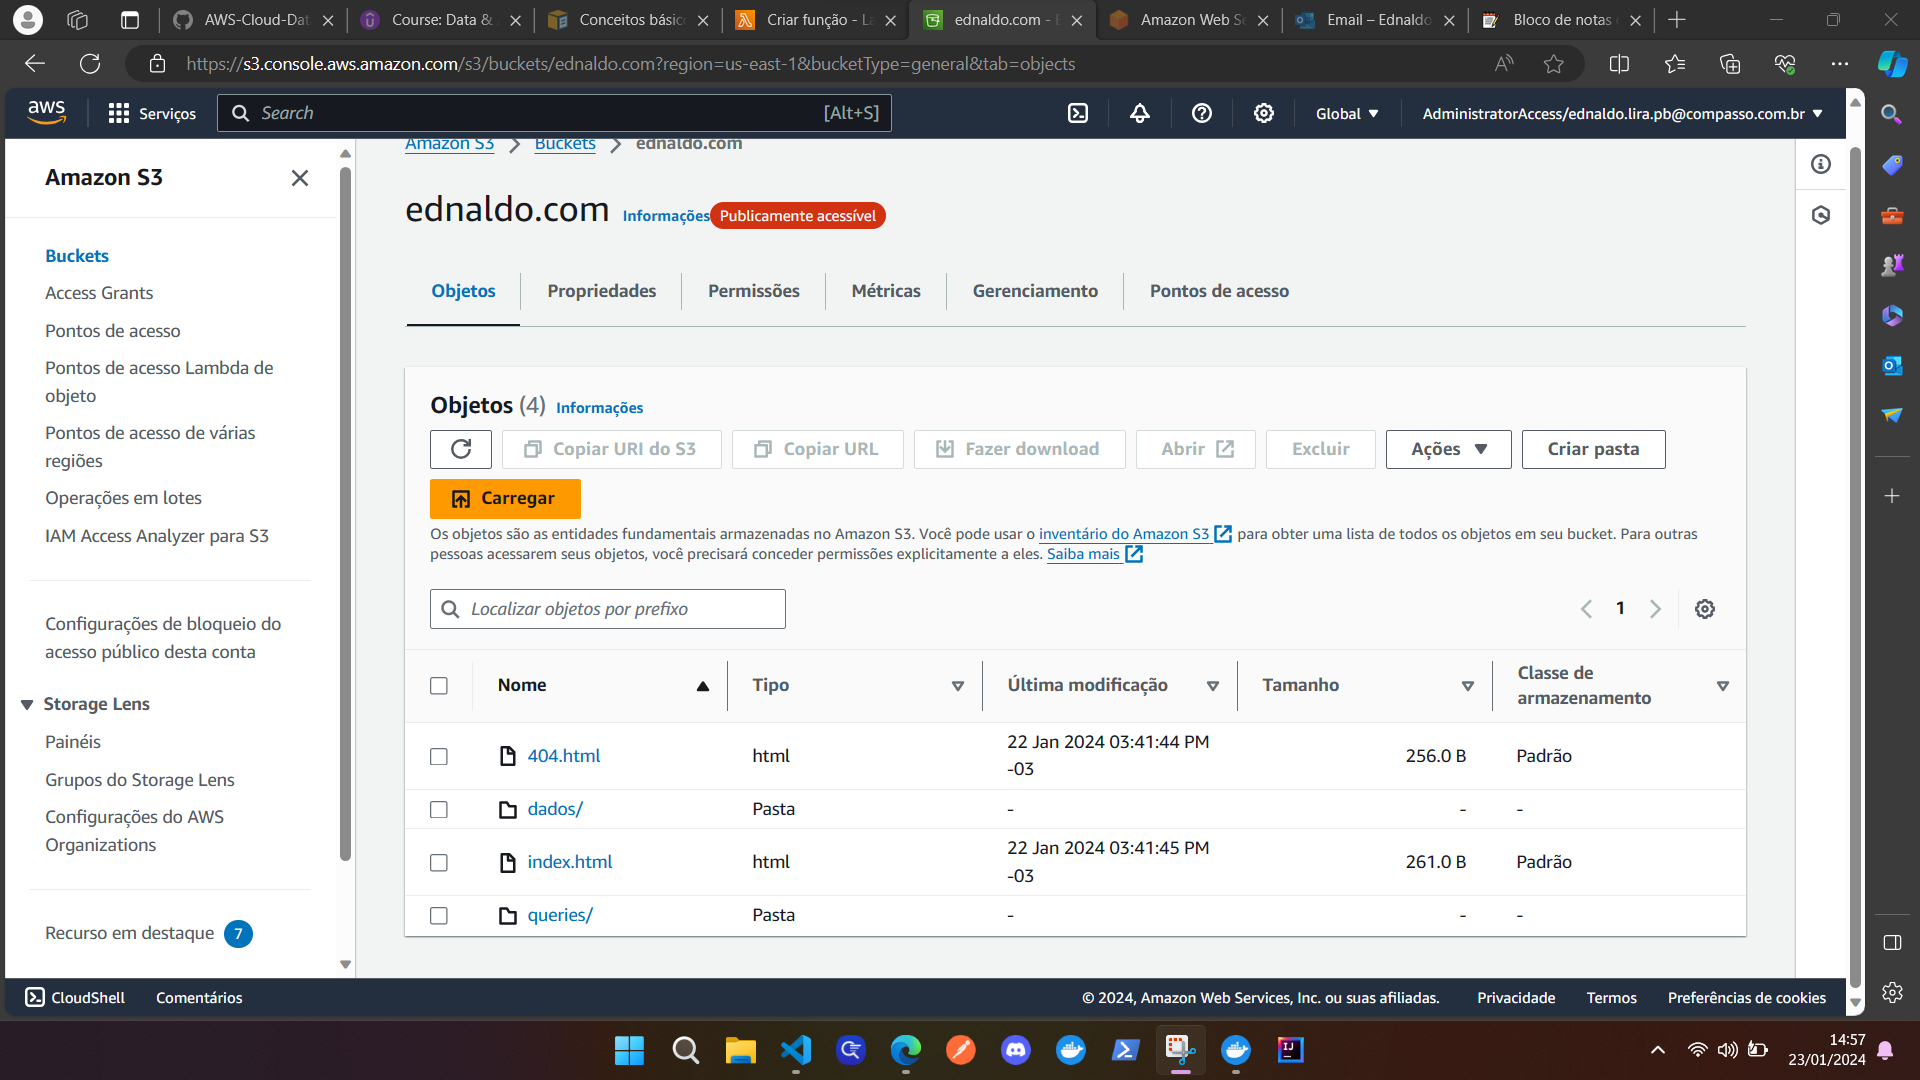 AWS-Cloud-Dat
Course: Data &
Conceitos básico
Criar função - La
ednaldo.com - B
Amazon Web Se
Email – Ednaldo
Bloco de notas
https://s3.console.aws.amazon.com/s3/buckets/ednaldo.com?region=us-east-1&bucketType=general&tab=objects
aws
Serviços
Search
[Alt+S]
Global
AdministratorAccess/ednaldo.lira.pb@compasso.com.br
Amazon S3
Buckets
Access Grants
Pontos de acesso
Pontos de acesso Lambda de
objeto
Pontos de acesso de várias
regiões
Operações em lotes
IAM Access Analyzer para S3
Configurações de bloqueio do
acesso público desta conta
Storage Lens
Painéis
Grupos do Storage Lens
Configurações do AWS
Organizations
Recurso em destaque 7
Amazon S3 > Buckets > ednaldo.com
ednaldo.com Informações Publicamente acessível
Objetos
Propriedades
Permissões
Métricas
Gerenciamento
Pontos de acesso
Objetos (4) Informações
Copiar URI do S3
Copiar URL
Fazer download
Abrir
Excluir
Ações
Criar pasta
Carregar
Os objetos são as entidades fundamentais armazenadas no Amazon S3. Você pode usar o inventário do Amazon S3 para obter uma lista de todos os objetos em seu bucket. Para outras
pessoas acessarem seus objetos, você precisará conceder permissões explicitamente a eles. Saiba mais
Localizar objetos por prefixo
1
Nome
Tipo
Última modificação
Tamanho
Classe de
armazenamento
404.html
html
22 Jan 2024 03:41:44 PM
-03
256.0 B
Padrão
dados/
Pasta
-
-
-
index.html
html
22 Jan 2024 03:41:45 PM
-03
261.0 B
Padrão
queries/
Pasta
-
-
-
CloudShell
Comentários
© 2024, Amazon Web Services, Inc. ou suas afiliadas.
Privacidade
Termos
Preferências de cookies
14:57
23/01/2024